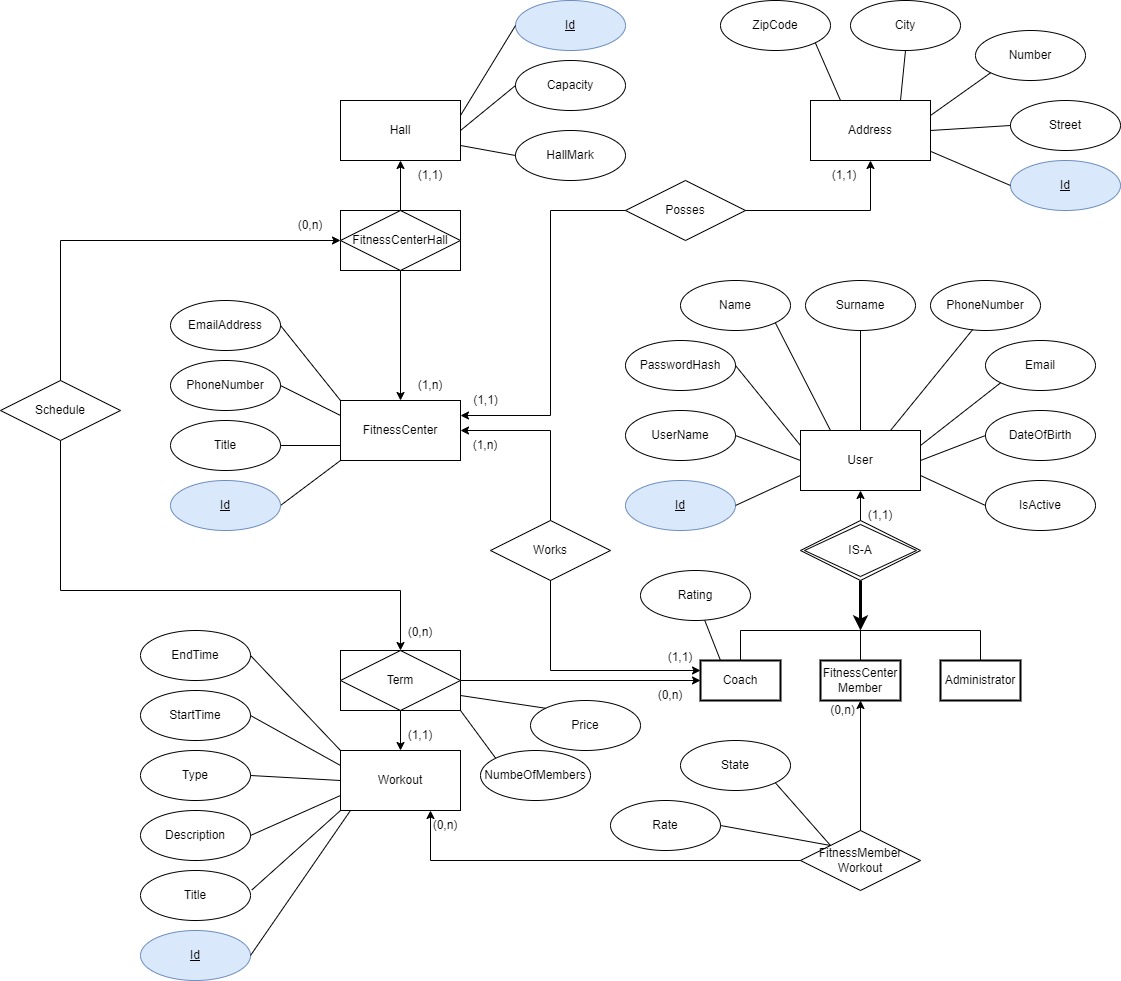 Id
ZipCode
City
Capacity
Number
Hall
Address
Street
HallMark
(1,1)
(1,1)
Id
Posses
(0,n)
FitnessCenterHall
Name
Surname
PhoneNumber
EmailAddress
PasswordHash
Email
PhoneNumber
(1,n)
(1,1)
Schedule
FitnessCenter
UserName
DateOfBirth
Title
(1,n)
User
Id
Id
IsActive
(1,1)
Works
IS-A
Rating
(0,n)
EndTime
(1,1)
Term
Coach
FitnessCenter
Member
Administrator
(0,n)
(0,n)
StartTime
Price
(1,1)
State
Type
Workout
NumbeOfMembers
(0,n)
Rate
Description
FitnessMember
Workout
Title
Id